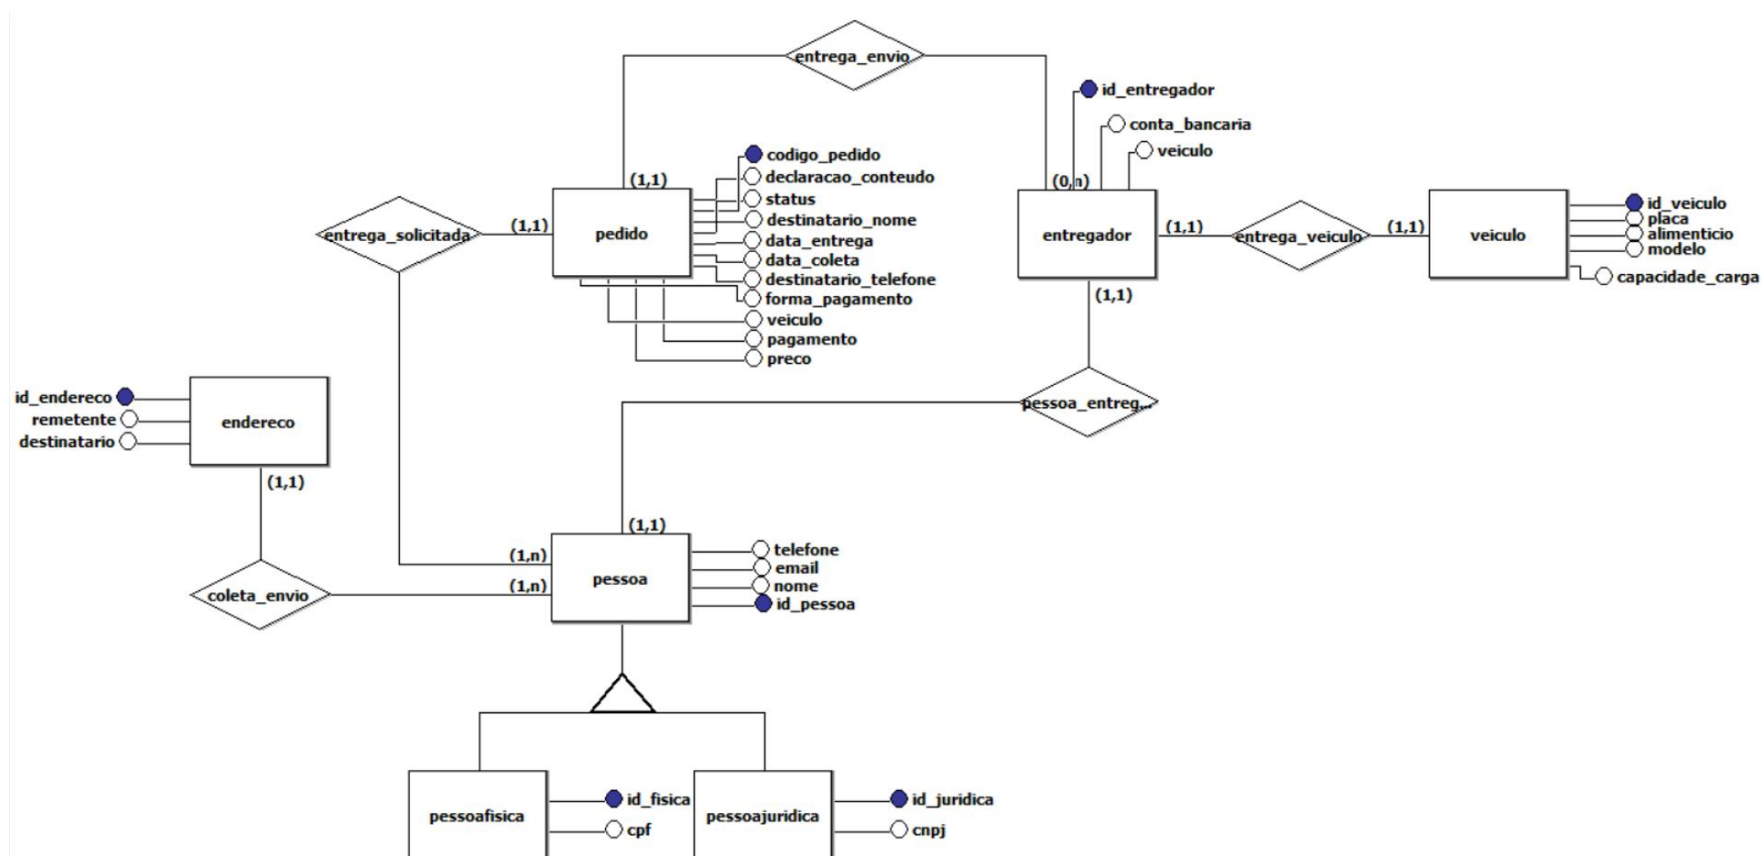 entrega_envio
id_entregador
conta_bancaria
veiculo
codigo_pedido
declaracao_conteudo
status
destinatario_nome
data_entrega
data_coleta
destinatario_telefone
forma_pagamento
veiculo
pagamento
preco
(1,1)
pedido
(1,1)
entrega_solicitada
(0,n)
entregador
(1,1)
entrega_veiculo
(1,1)
veiculo
id_veiculo
placa
alimenticio
modelo
capacidade_carga
(1,1)
pessoa_entreg...
id_endereco
remetente
destinatario
endereco
(1,1)
coleta_envio
(1,n)
(1,n)
(1,1)
pessoa
telefone
email
nome
id_pessoa
pessoafisica
id_fisica
cpf
pessoajuridica
id_juridica
cnpj